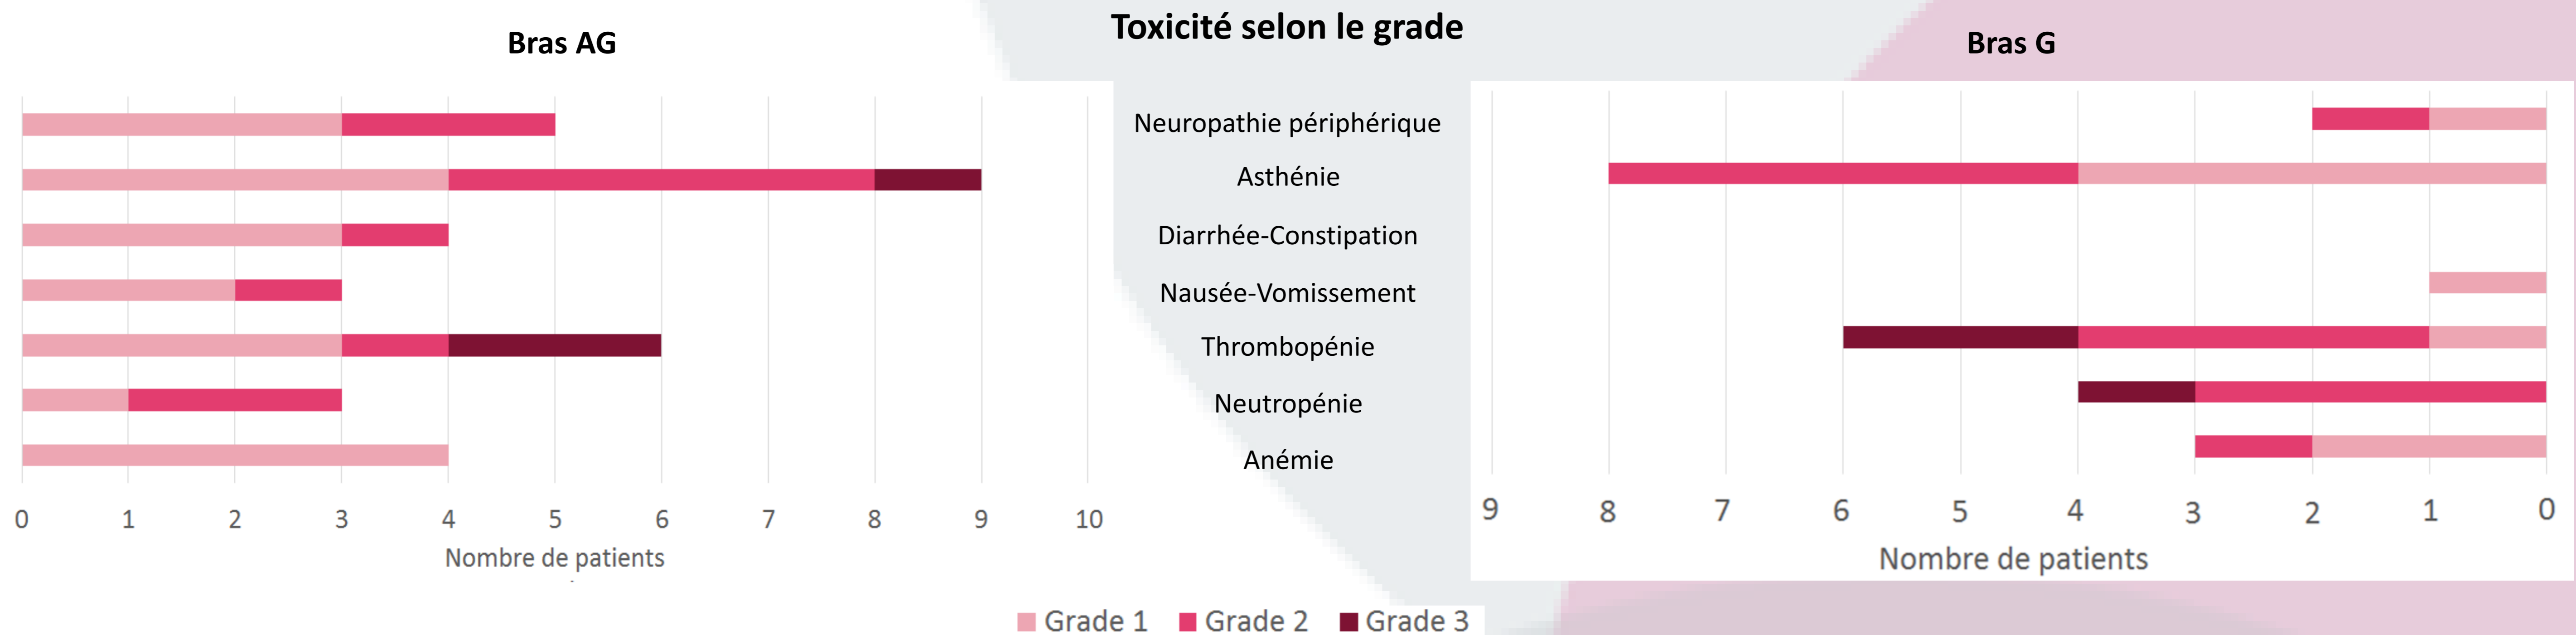 Toxicité selon le grade
Bras AG
Bras G
Neuropathie périphérique
Asthénie
Diarrhée-Constipation
Nausée-Vomissement
Thrombopénie
Neutropénie
Anémie
0 1 2 3 4 5 6 7 8 9 10
Nombre de patients
9 8 7 6 5 4 3 2 1 0
Nombre de patients
Grade 1 Grade 2 Grade 3